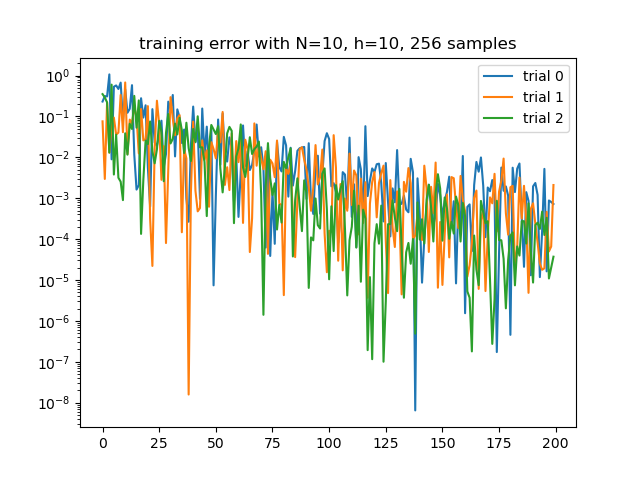 training error with N=10, h=10, 256 samples
trial 0
trial 1
trial 2
10⁰
10⁻¹
10⁻²
10⁻³
10⁻⁴
10⁻⁵
10⁻⁶
10⁻⁷
10⁻⁸
0 25 50 75 100 125 150 175 200